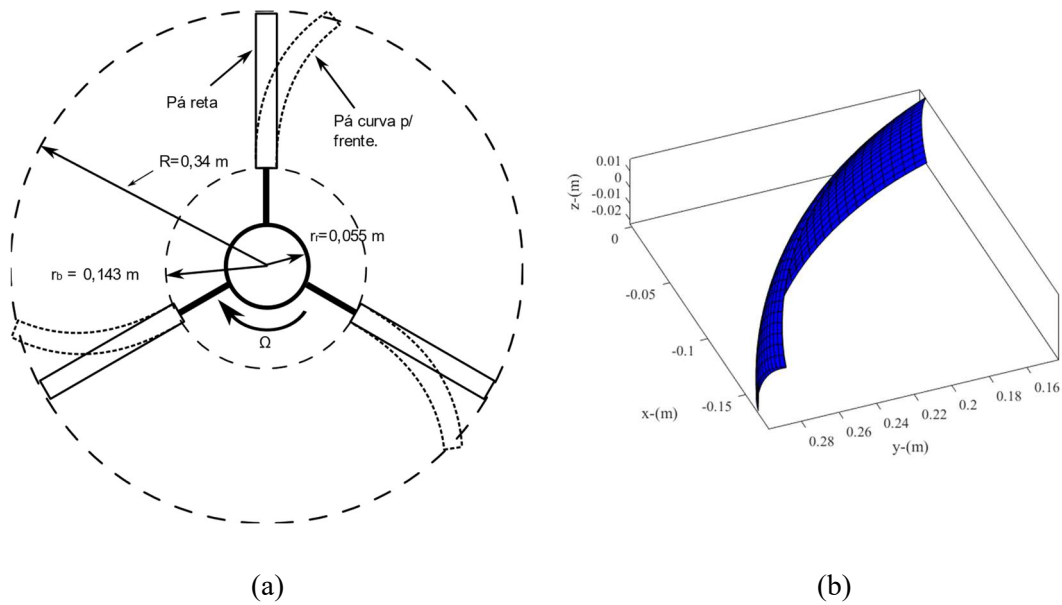 Pá reta
Pá curva p/
frente.
R=0,34 m
rᵣ=0,055 m
r_b = 0,143 m
Ω
(a)
z-(m)
0.01
0
-0.01
-0.02
0
-0.05
-0.1
-0.15
x-(m)
0.28
0.26
0.24
0.22
0.2
0.18
0.16
y-(m)
(b)